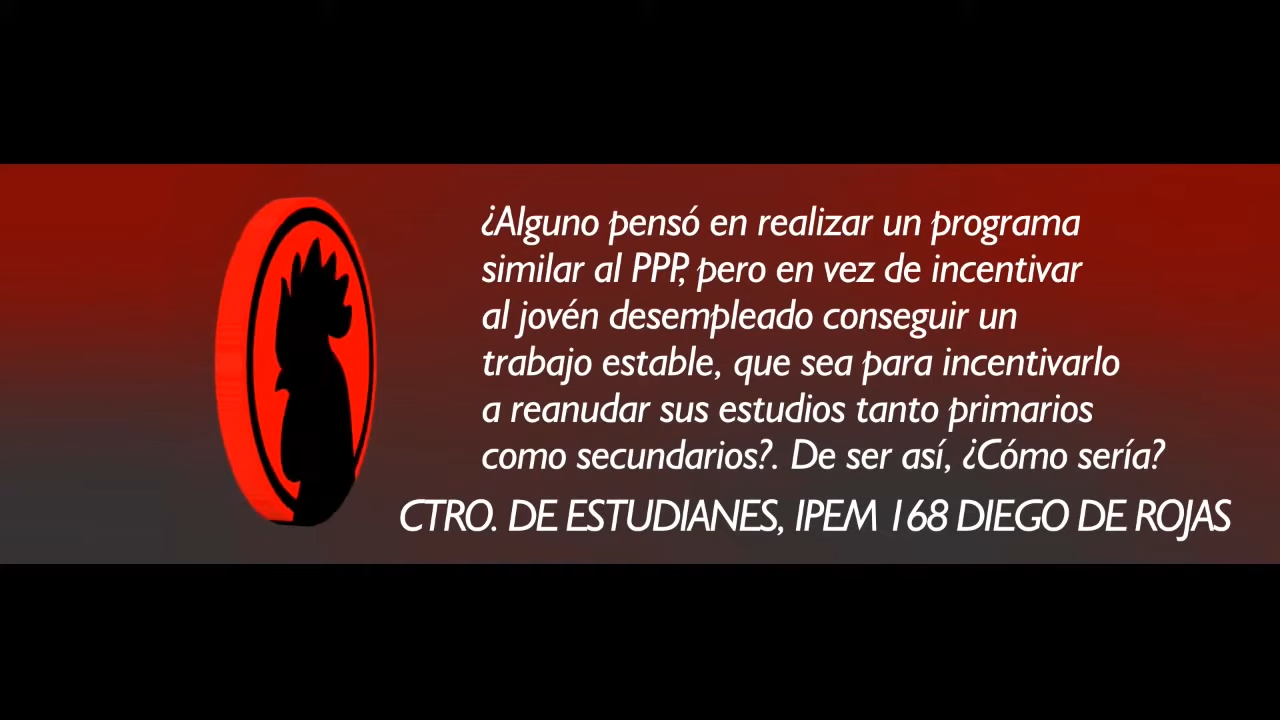 ¿Alguno pensó en realizar un programa
similar al PPP, pero en vez de incentivar
al jovén desempleado conseguir un
trabajo estable, que sea para incentivarlo
a reanudar sus estudios tanto primarios
como secundarios?. De ser así, ¿Cómo sería?
CTRO. DE ESTUDIANES, IPEM 168 DIEGO DE ROJAS